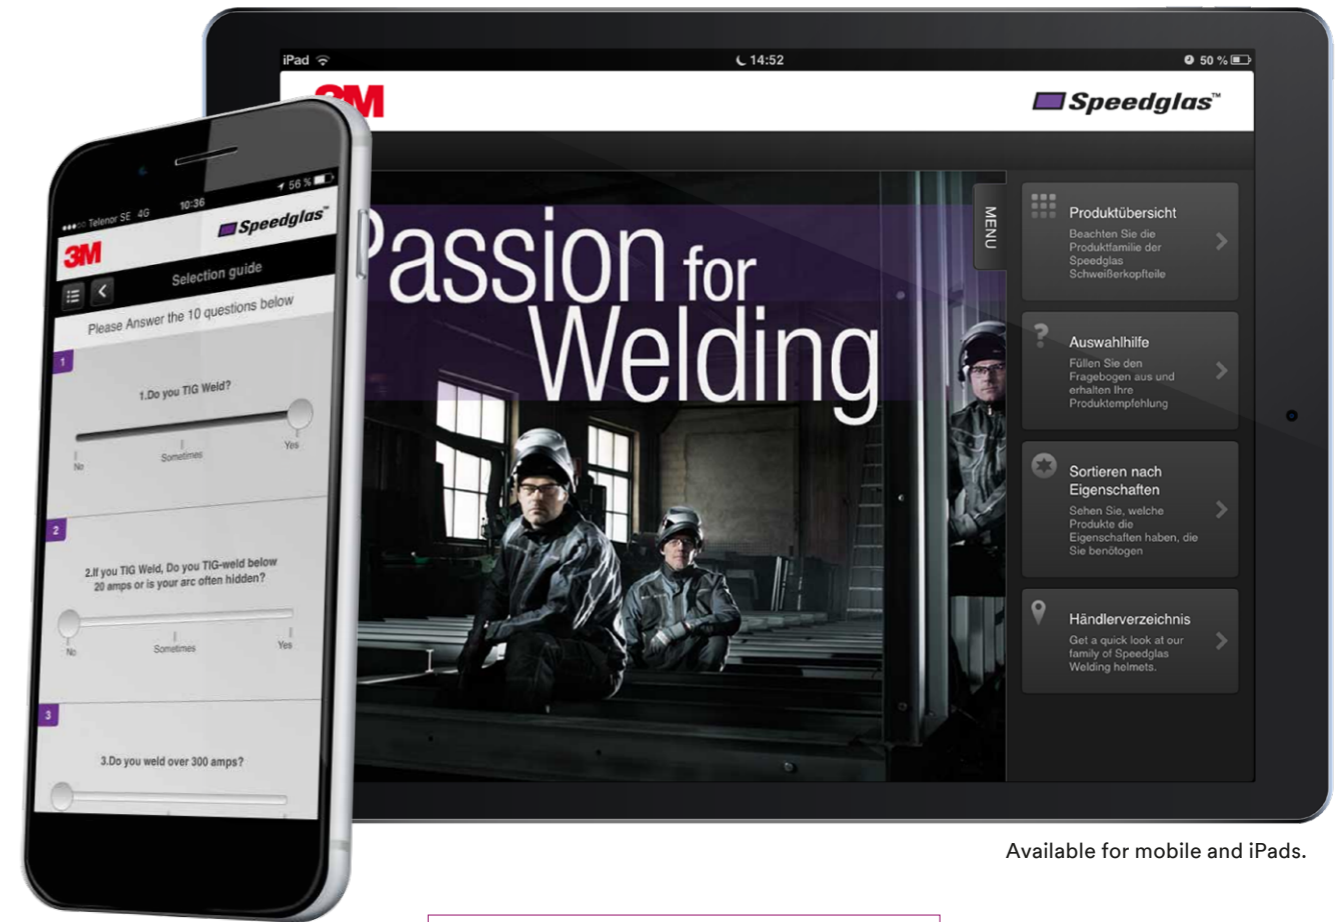 iPad
14:52
50 %
3M
Speedglas™
Passion for
Welding
MENU
Produktübersicht
Beachten Sie die
Produktfamilie der
Speedglas
Schweißerkopfteile
Auswahlhilfe
Füllen Sie den
Fragebogen aus und
erhalten Ihre
Produktempfehlung
Sortieren nach
Eigenschaften
Sehen Sie, welche
Produkte die
Eigenschaften haben, die
Sie benötogen
Händlerverzeichnis
Get a quick look at our
family of Speedglas
Welding helmets.
Telenor SE 4G
10:36
56 %
3M
Speedglas™
Selection guide
Please Answer the 10 questions below
1
1.Do you TIG Weld?
No
Sometimes
Yes
2
2.If you TIG Weld, Do you TIG-weld below
20 amps or is your arc often hidden?
No
Sometimes
Yes
3
3.Do you weld over 300 amps?
Available for mobile and iPads.